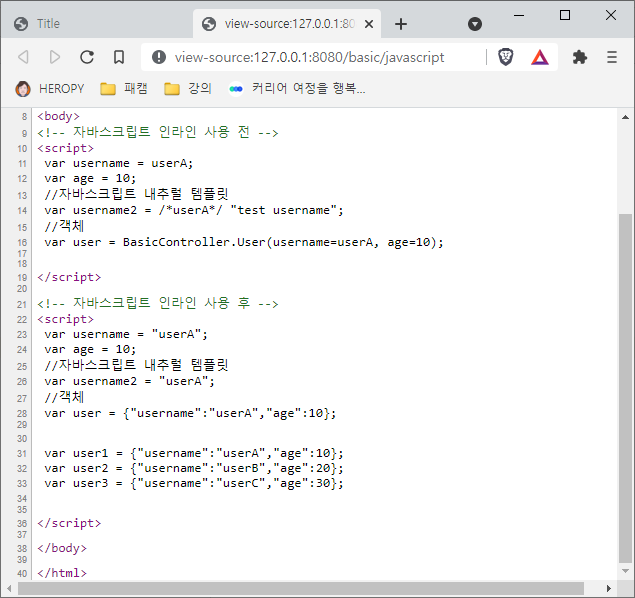 Title
view-source:127.0.0.1:80
view-source:127.0.0.1:8080/basic/javascript
HEROPY 패캠 강의 커리어 여정을 행복...
8 <body>
9 <!-- 자바스크립트 인라인 사용 전 -->
10 <script>
11 var username = userA;
12 var age = 10;
13 //자바스크립트 내추럴 템플릿
14 var username2 = /*userA*/ "test username";
15 //객체
16 var user = BasicController.User(username=userA, age=10);
17
18
19 </script>
20
21 <!-- 자바스크립트 인라인 사용 후 -->
22 <script>
23 var username = "userA";
24 var age = 10;
25 //자바스크립트 내추럴 템플릿
26 var username2 = "userA";
27 //객체
28 var user = {"username":"userA","age":10};
29
30
31 var user1 = {"username":"userA","age":10};
32 var user2 = {"username":"userB","age":20};
33 var user3 = {"username":"userC","age":30};
34
35
36 </script>
37
38 </body>
39
40 </html>